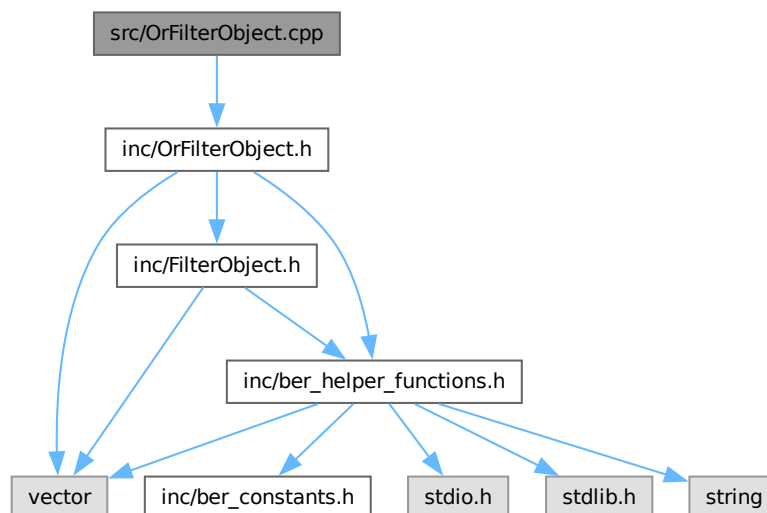 src/OrFilterObject.cpp
inc/OrFilterObject.h
inc/FilterObject.h
inc/ber_helper_functions.h
vector
inc/ber_constants.h
stdio.h
stdlib.h
string